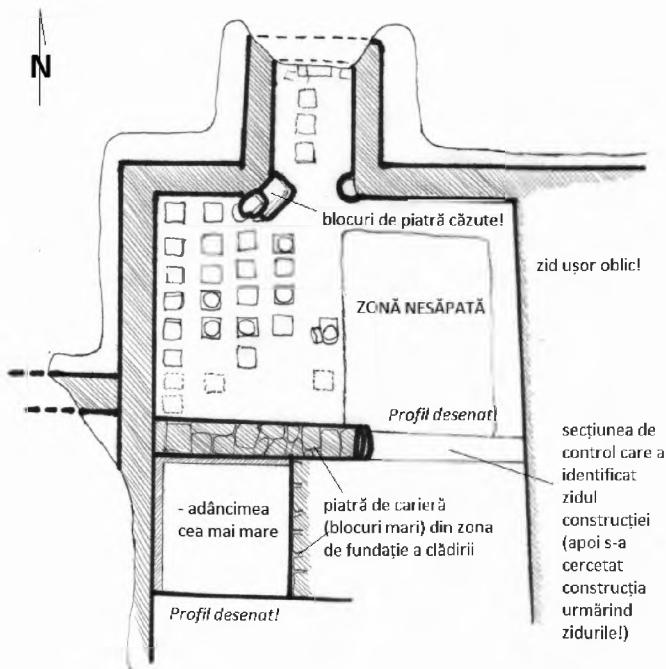 N
blocuri de piatră căzute!
zid ușor oblic!
ZONĂ NESĂPATĂ
Profil desenat!
secțiunea de
control care a
identificat
zidul
construcției
(apoi s-a
cercetat
construcția
urmărind
zidurile!)
- adâncimea
cea mai mare
piatră de carieră
(blocuri mari) din zona
de fundație a clădirii
Profil desenat!